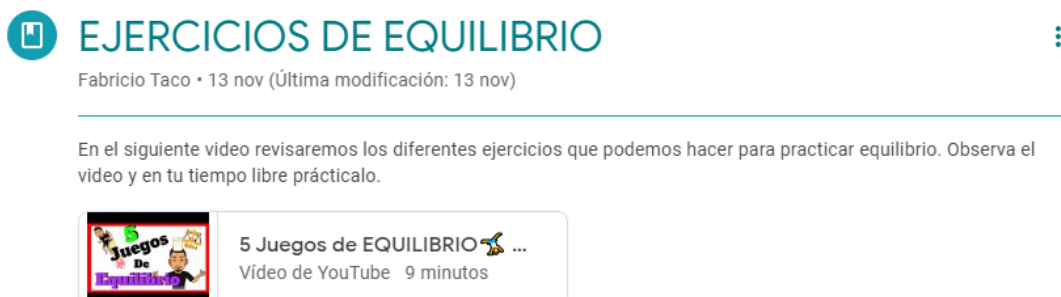 EJERCICIOS DE EQUILIBRIO
Fabricio Taco • 13 nov (Última modificación: 13 nov)
En el siguiente video revisaremos los diferentes ejercicios que podemos hacer para practicar equilibrio. Observa el
video y en tu tiempo libre prácticalo.
5
Juegos
De
Equilibrio
5 Juegos de EQUILIBRIO🤸 ...
Vídeo de YouTube 9 minutos